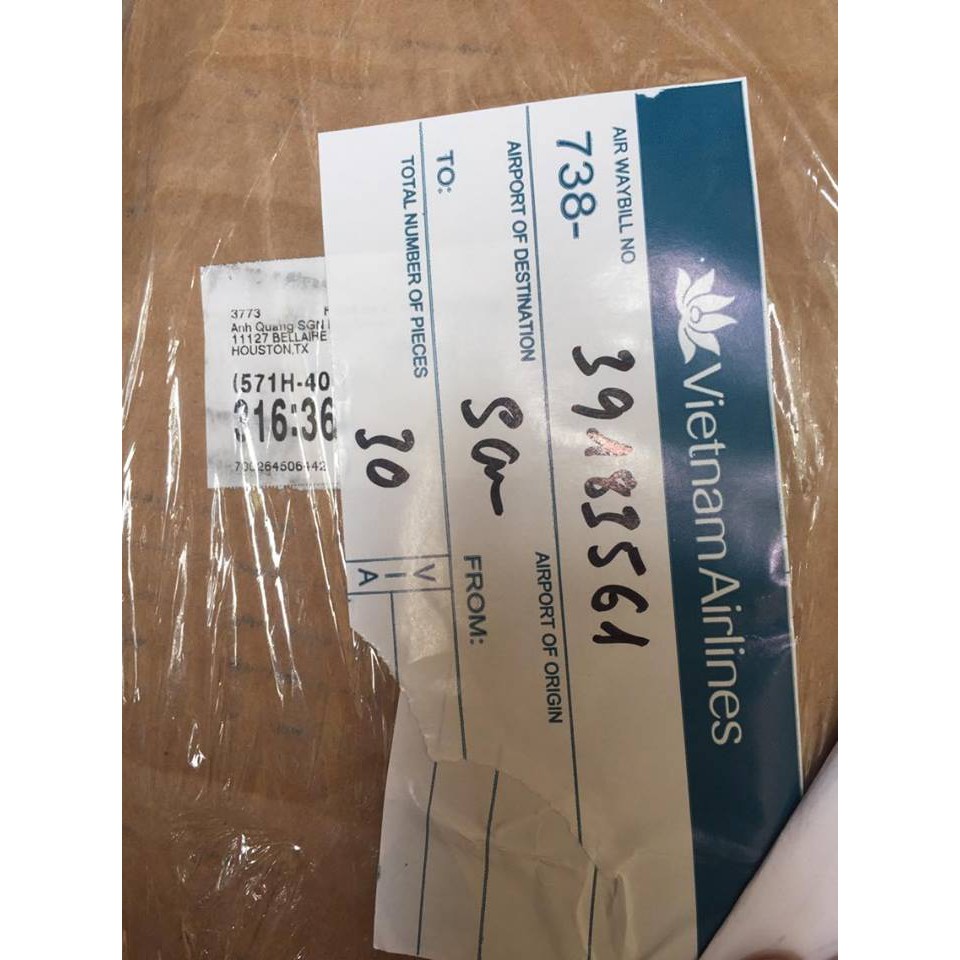 Vietnam Airlines
AIR WAYBILL NO
738- 39183561
AIRPORT OF DESTINATION
AIRPORT OF ORIGIN
TO: Sgn
FROM:
TOTAL NUMBER OF PIECES
30
VIA
3773 H
Anh Quang SGN
11127 BELLAIRE
HOUSTON,TX
(571H-40
316:36